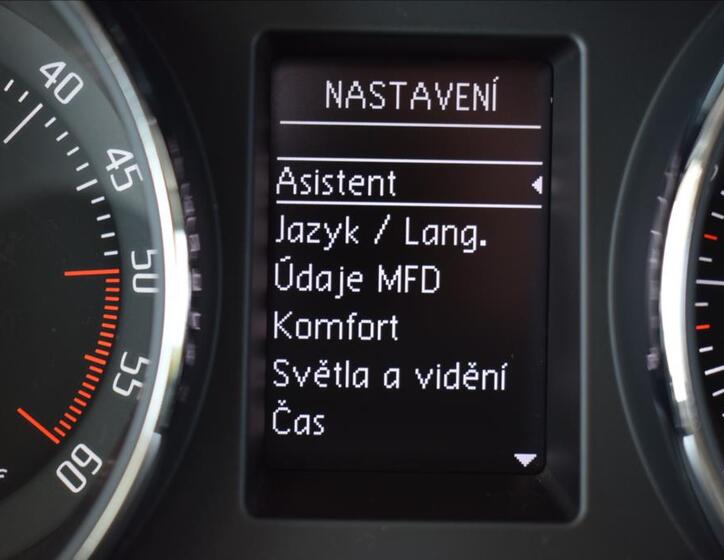 40
45
50
55
60
NASTAVENÍ
Asistent
Jazyk / Lang.
Údaje MFD
Komfort
Světla a vidění
Čas